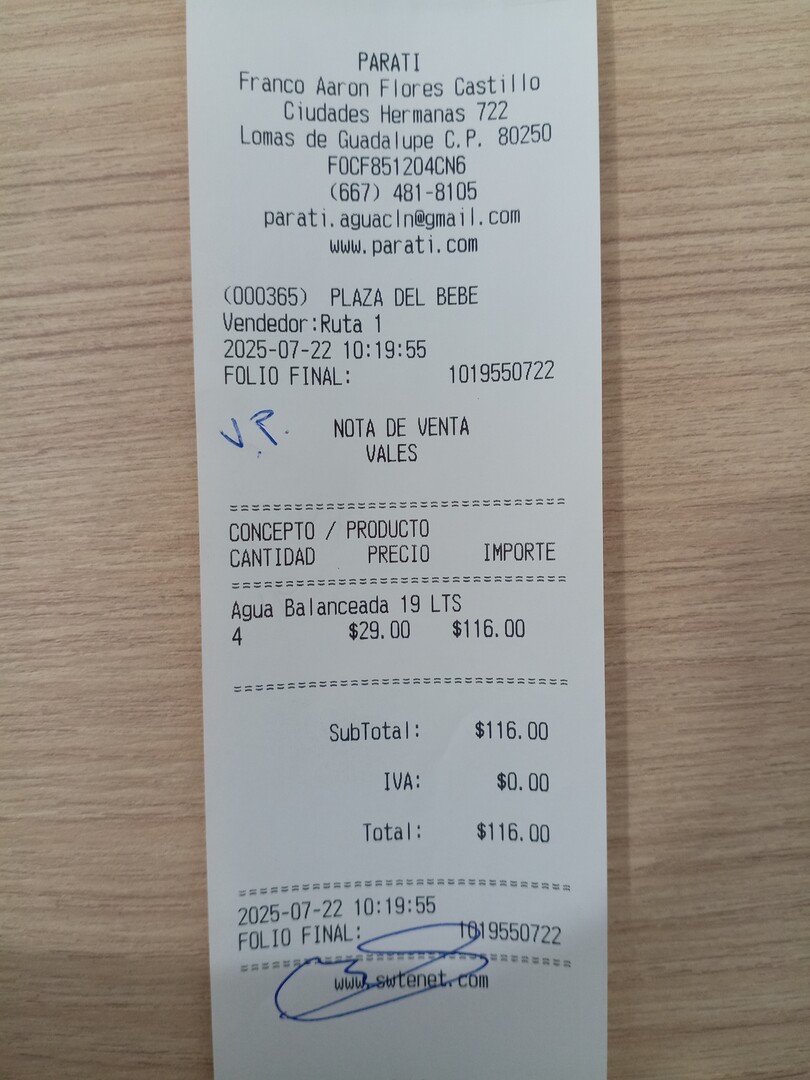 PARATI
Franco Aaron Flores Castillo
Ciudades Hermanas 722
Lomas de Guadalupe C.P. 80250
FOCF851204CN6
(667) 481-8105
parati.aguacln@gmail.com
www.parati.com
(000365) PLAZA DEL BEBE
Vendedor:Ruta 1
2025-07-22 10:19:55
FOLIO FINAL: 1019550722
NOTA DE VENTA
VALES
==============================
CONCEPTO / PRODUCTO
CANTIDAD PRECIO IMPORTE
==============================
Agua Balanceada 19 LTS
4 $29.00 $116.00
==============================
SubTotal: $116.00
IVA: $0.00
Total: $116.00
==============================
2025-07-22 10:19:55
FOLIO FINAL: 1019550722
==============================
www.swtenet.com